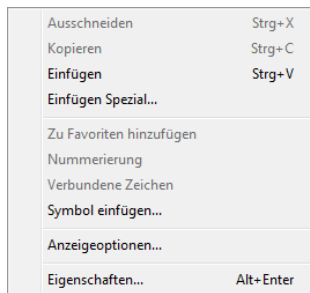 Ausschneiden Strg+X
Kopieren Strg+C
Einfügen Strg+V
Einfügen Spezial...
Zu Favoriten hinzufügen
Nummerierung
Verbundene Zeichen
Symbol einfügen...
Anzeigeoptionen...
Eigenschaften... Alt+Enter